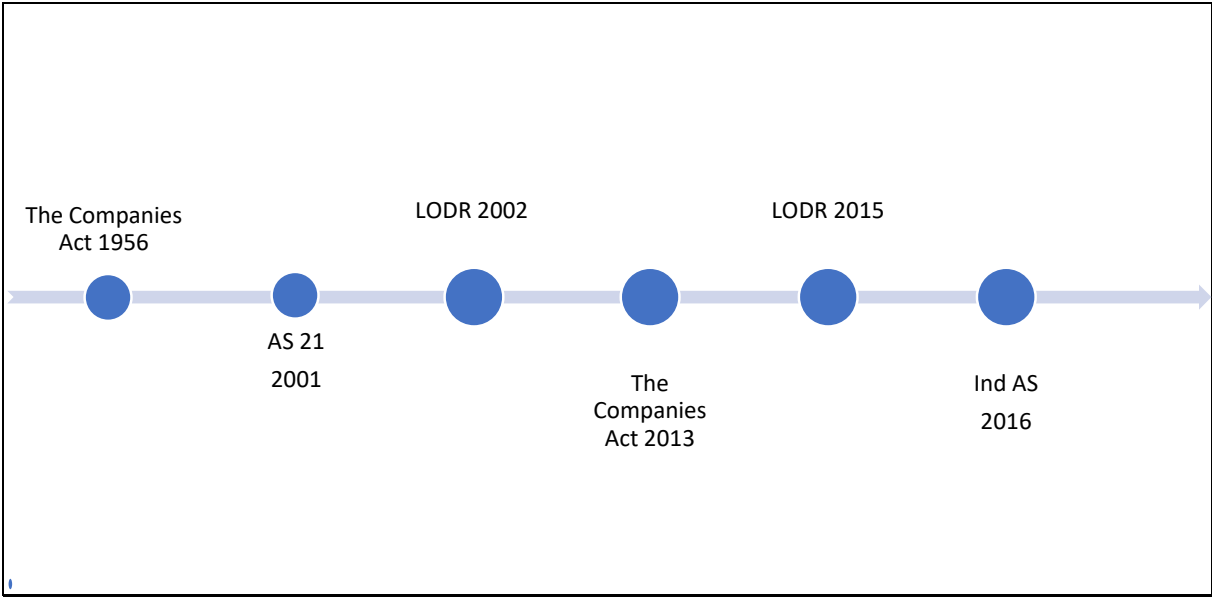 The Companies
Act 1956
AS 21
2001
LODR 2002
The
Companies
Act 2013
LODR 2015
Ind AS
2016